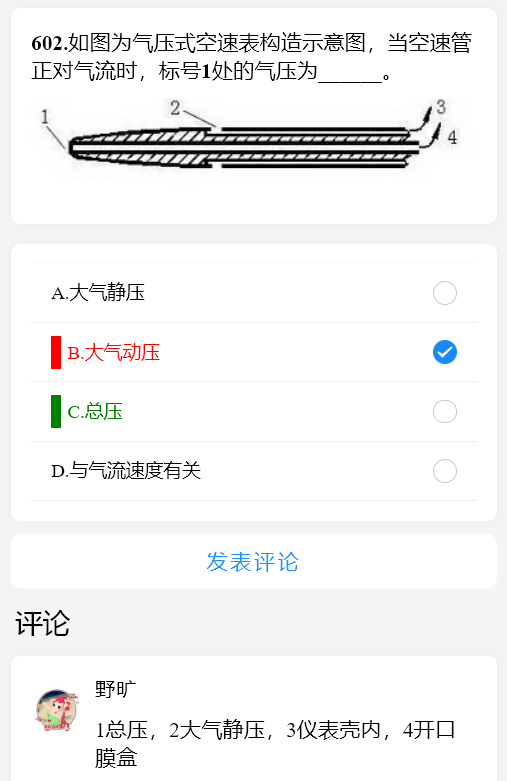 602.如图为气压式空速表构造示意图，当空速管
正对气流时，标号1处的气压为______。
1
2
3
4
A.大气静压
B.大气动压
C.总压
D.与气流速度有关
发表评论
评论
野旷
1总压，2大气静压，3仪表壳内，4开口
膜盒